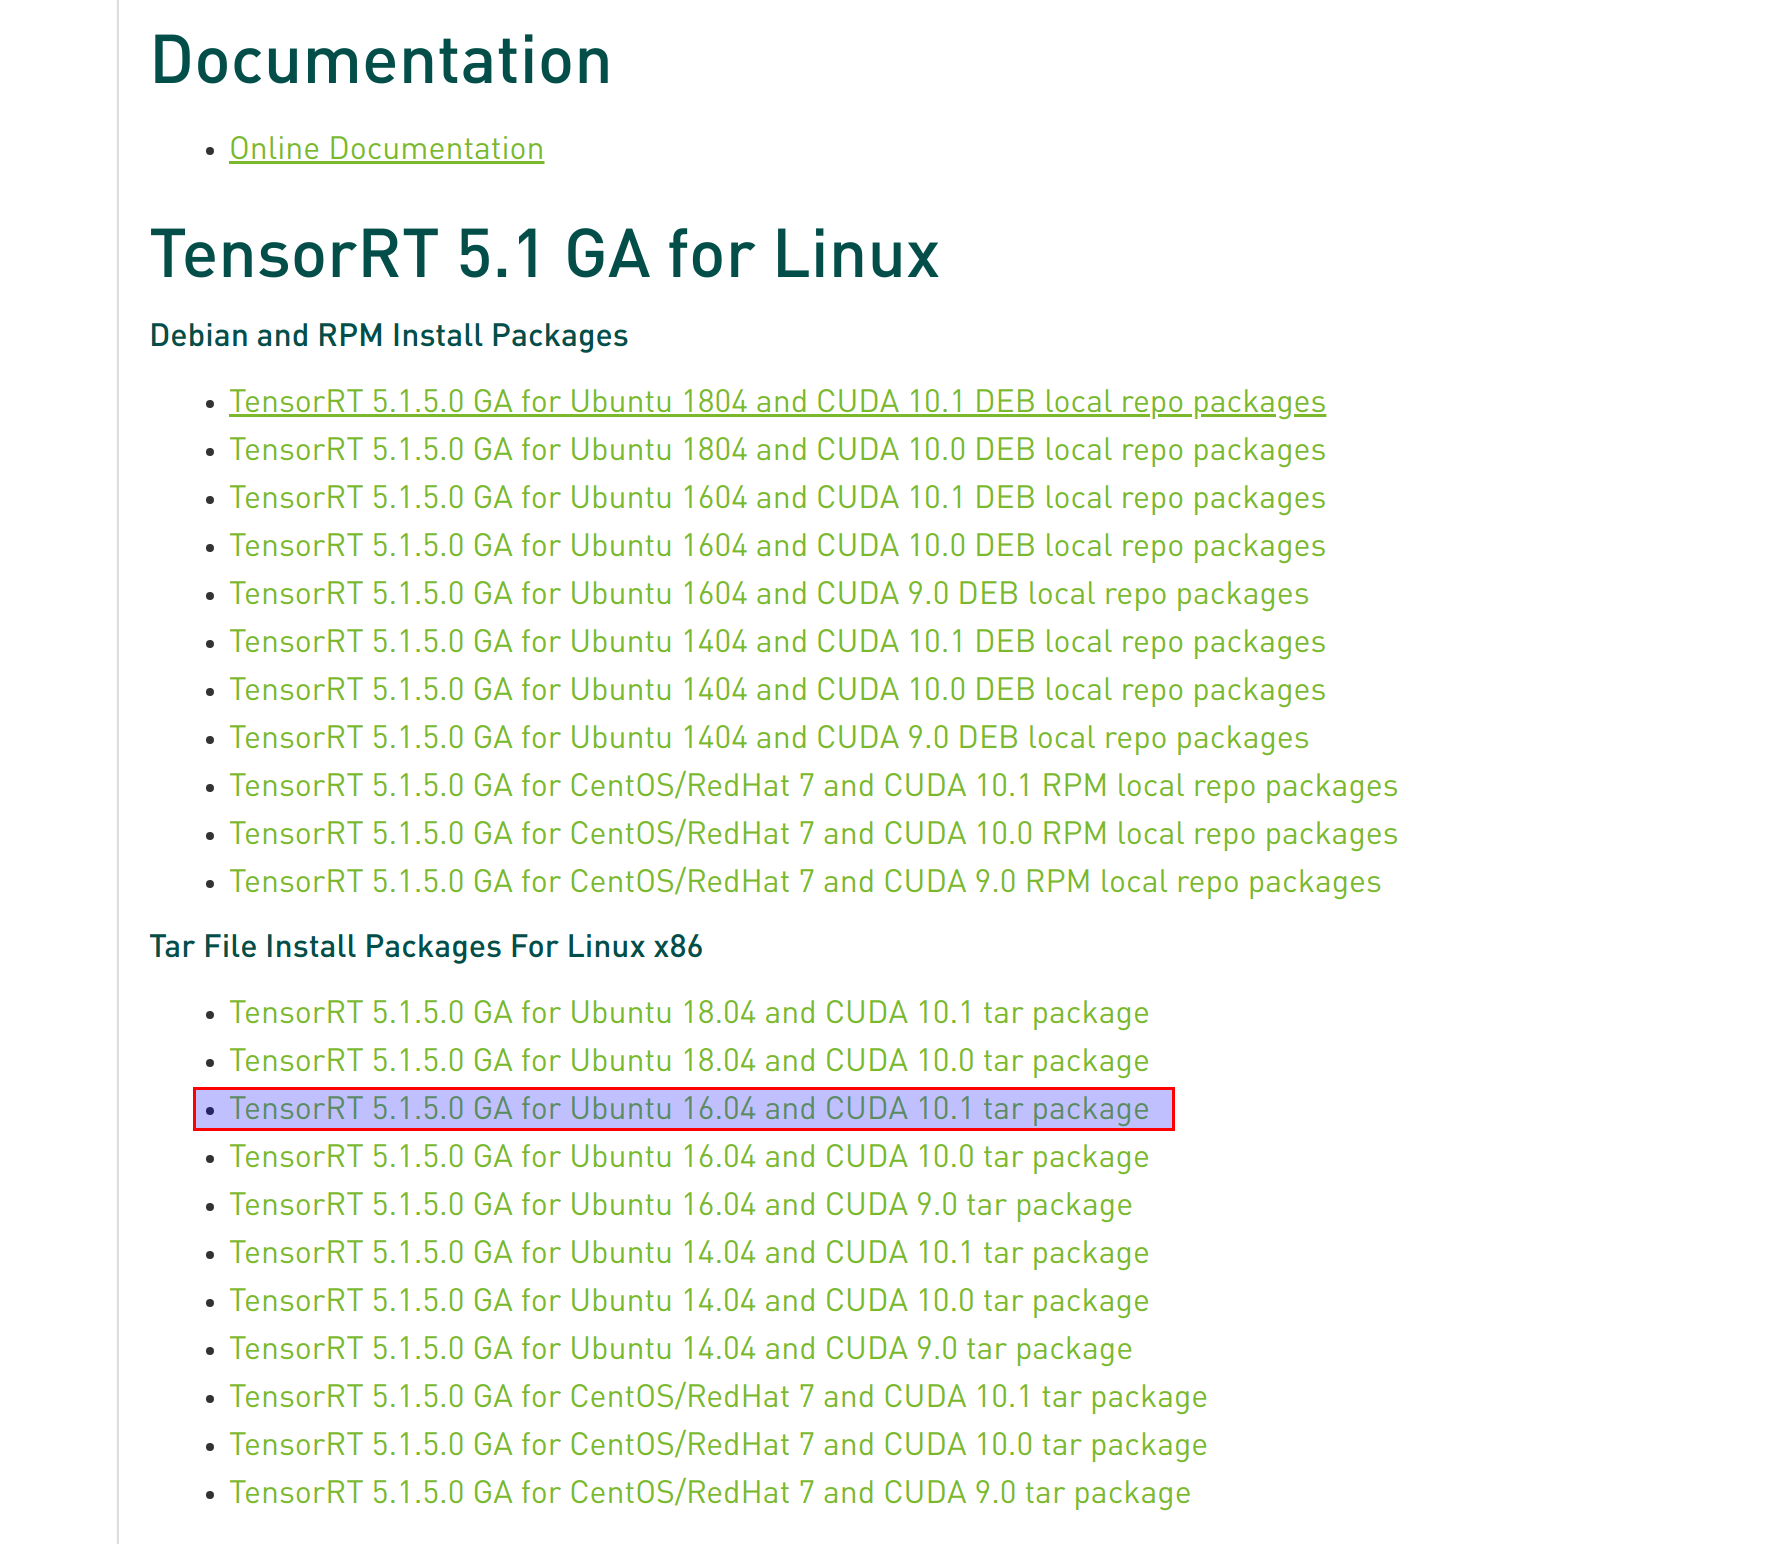 Documentation
Online Documentation
TensorRT 5.1 GA for Linux
Debian and RPM Install Packages
TensorRT 5.1.5.0 GA for Ubuntu 1804 and CUDA 10.1 DEB local repo packages
TensorRT 5.1.5.0 GA for Ubuntu 1804 and CUDA 10.0 DEB local repo packages
TensorRT 5.1.5.0 GA for Ubuntu 1604 and CUDA 10.1 DEB local repo packages
TensorRT 5.1.5.0 GA for Ubuntu 1604 and CUDA 10.0 DEB local repo packages
TensorRT 5.1.5.0 GA for Ubuntu 1604 and CUDA 9.0 DEB local repo packages
TensorRT 5.1.5.0 GA for Ubuntu 1404 and CUDA 10.1 DEB local repo packages
TensorRT 5.1.5.0 GA for Ubuntu 1404 and CUDA 10.0 DEB local repo packages
TensorRT 5.1.5.0 GA for Ubuntu 1404 and CUDA 9.0 DEB local repo packages
TensorRT 5.1.5.0 GA for CentOS/RedHat 7 and CUDA 10.1 RPM local repo packages
TensorRT 5.1.5.0 GA for CentOS/RedHat 7 and CUDA 10.0 RPM local repo packages
TensorRT 5.1.5.0 GA for CentOS/RedHat 7 and CUDA 9.0 RPM local repo packages
Tar File Install Packages For Linux x86
TensorRT 5.1.5.0 GA for Ubuntu 18.04 and CUDA 10.1 tar package
TensorRT 5.1.5.0 GA for Ubuntu 18.04 and CUDA 10.0 tar package
TensorRT 5.1.5.0 GA for Ubuntu 16.04 and CUDA 10.1 tar package
TensorRT 5.1.5.0 GA for Ubuntu 16.04 and CUDA 10.0 tar package
TensorRT 5.1.5.0 GA for Ubuntu 16.04 and CUDA 9.0 tar package
TensorRT 5.1.5.0 GA for Ubuntu 14.04 and CUDA 10.1 tar package
TensorRT 5.1.5.0 GA for Ubuntu 14.04 and CUDA 10.0 tar package
TensorRT 5.1.5.0 GA for Ubuntu 14.04 and CUDA 9.0 tar package
TensorRT 5.1.5.0 GA for CentOS/RedHat 7 and CUDA 10.1 tar package
TensorRT 5.1.5.0 GA for CentOS/RedHat 7 and CUDA 10.0 tar package
TensorRT 5.1.5.0 GA for CentOS/RedHat 7 and CUDA 9.0 tar package